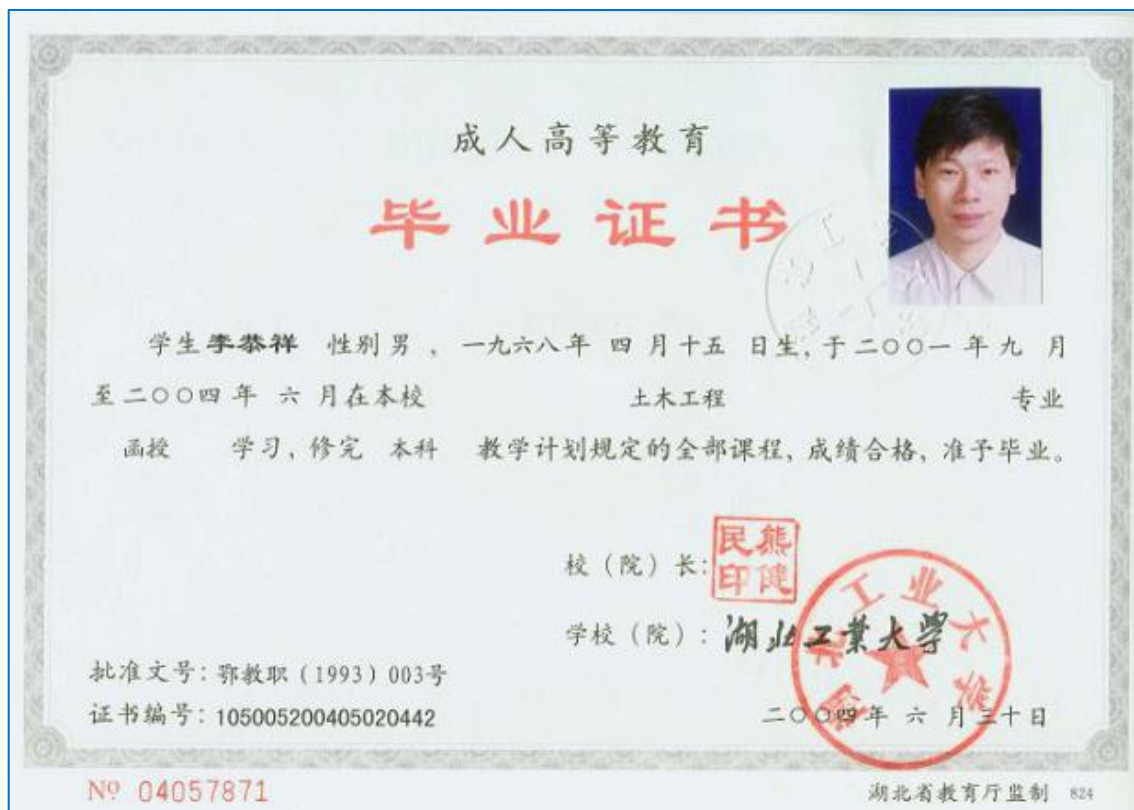 成人高等教育
毕业证书
学生李恭祥 性别男，一九六八年 四 月十五 日生，于二〇〇一 年 九 月
至二〇〇四 年 六 月在本校 土木工程 专业
函授 学习，修完 本科 教学计划规定的全部课程，成绩合格，准予毕业。
校（院）长：
熊健民印
学校（院）：湖北工業大學
湖北工业大学
批准文号：鄂教职（1993）003号
证书编号：105005200405020442
二〇〇四年 六 月三十日
№ 04057871
湖北省教育厅监制 824